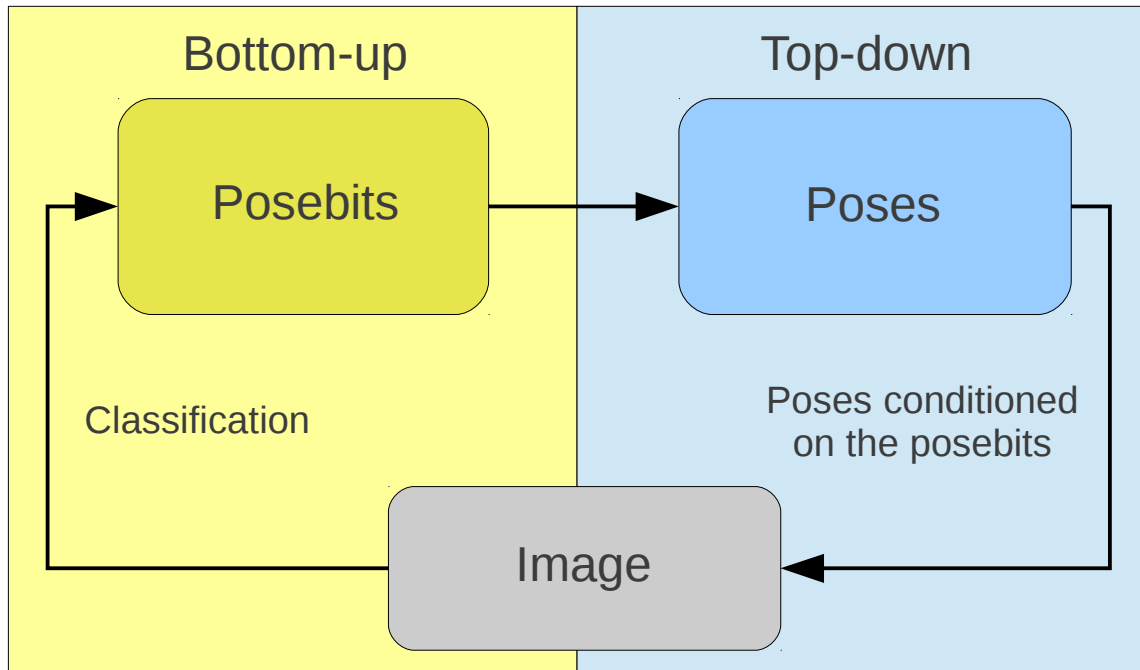 Bottom-up
Top-down
Posebits
Poses
Classification
Poses conditioned
on the posebits
Image